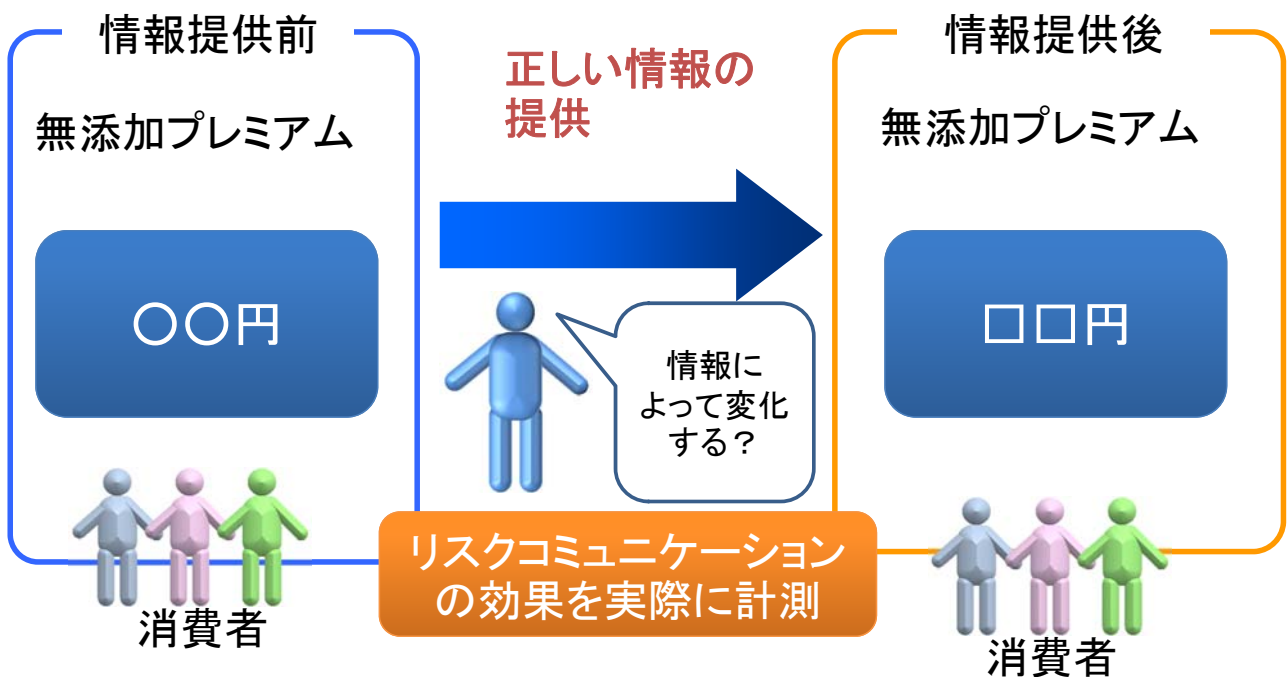 情報提供前
無添加プレミアム
〇〇円
消費者
正しい情報の
提供
情報に
よって変化
する？
リスクコミュニケーション
の効果を実際に計測
情報提供後
無添加プレミアム
□□円
消費者